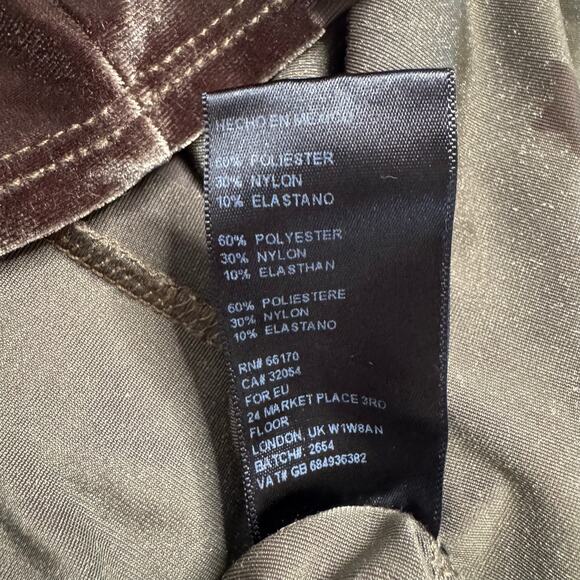 HECHO EN MEXICO
60% POLIESTER
30% NYLON
10% ELASTANO
60% POLYESTER
30% NYLON
10% ELASTHAN
60% POLIESTERE
30% NYLON
10% ELASTANO
RN# 66170
CA# 32054
FOR EU
24 MARKET PLACE 3RD
FLOOR
LONDON, UK W1W8AN
BATCH#: 2654
VAT# GB 684936382